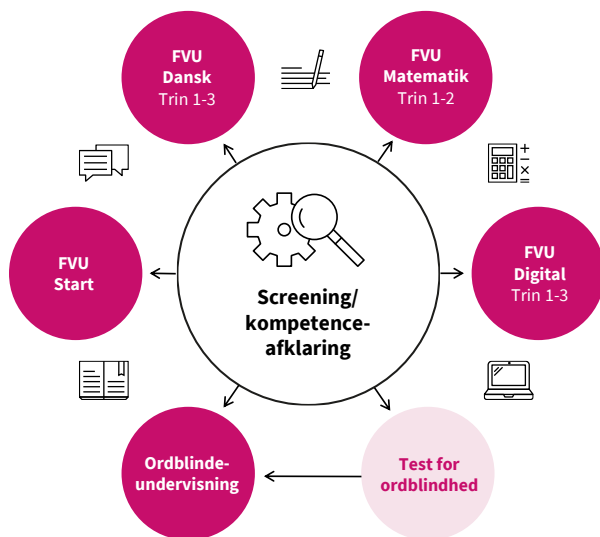 FVU
Dansk
Trin 1-3
FVU
Matematik
Trin 1-2
FVU
Start
Screening/
kompetence-
afklaring
FVU
Digital
Trin 1-3
Ordblinde-
undervisning
Test for
ordblindhed